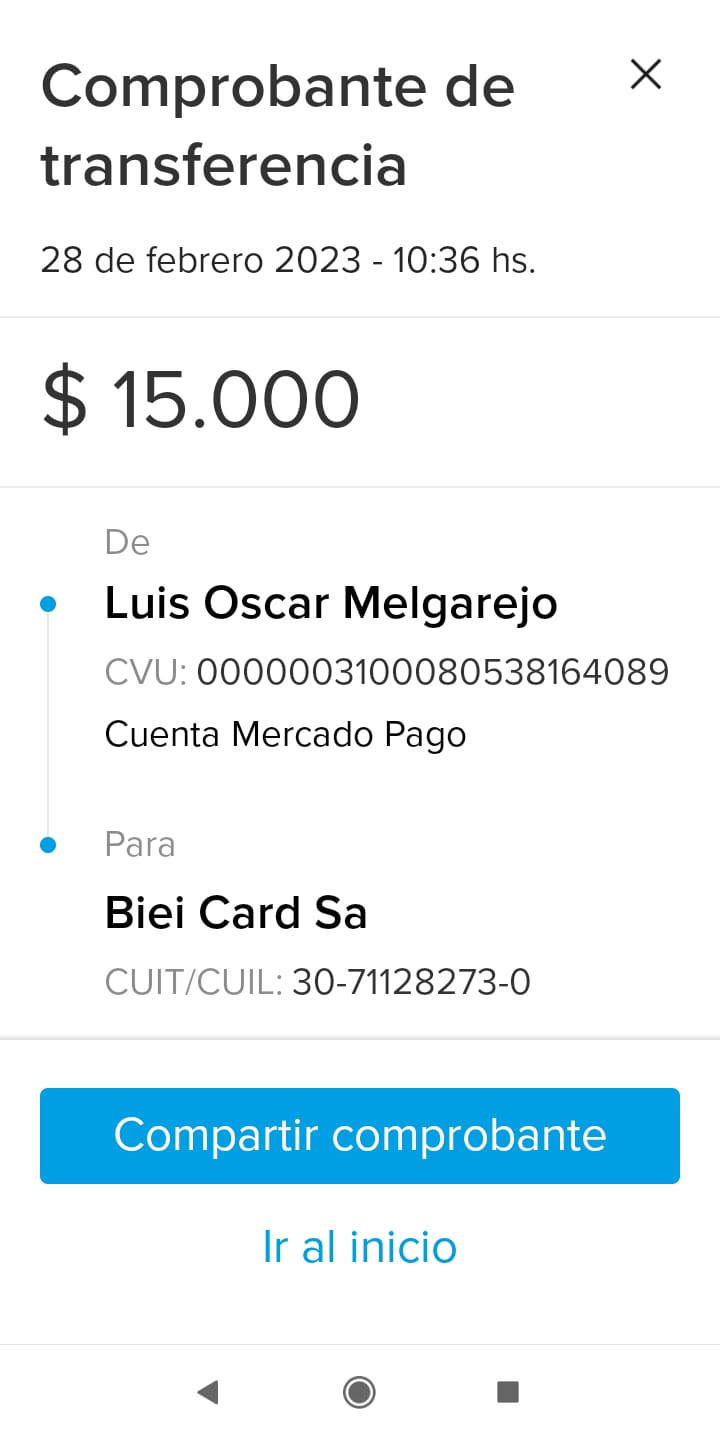 Comprobante de
transferencia
28 de febrero 2023 - 10:36 hs.
$ 15.000
De
Luis Oscar Melgarejo
CVU: 0000003100080538164089
Cuenta Mercado Pago
Para
Biei Card Sa
CUIT/CUIL: 30-71128273-0
Compartir comprobante
Ir al inicio